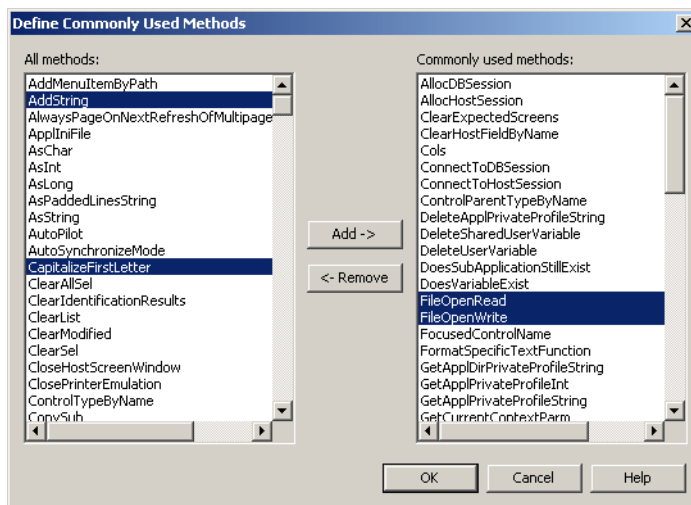 Define Commonly Used Methods
All methods:
AddMenuItemByPath
AddString
AlwaysPageOnNextRefreshOfMultipage
ApplIniFile
AsChar
AsInt
AsLong
AsPaddedLinesString
AsString
AutoPilot
AutoSynchronizeMode
CapitalizeFirstLetter
ClearAllSel
ClearIdentificationResults
ClearList
ClearModified
ClearSel
CloseHostScreenWindow
ClosePrinterEmulation
ControlTypeByName
CopySub
Add ->
<- Remove
Commonly used methods:
AllocDBSession
AllocHostSession
ClearExpectedScreens
ClearHostFieldByName
Cols
ConnectToDBSession
ConnectToHostSession
ControlParentTypeByName
DeleteApplPrivateProfileString
DeleteSharedUserVariable
DeleteUserVariable
DoesSubApplicationStillExist
DoesVariableExist
FileOpenRead
FileOpenWrite
FocusedControlName
FormatSpecificTextFunction
GetApplDirPrivateProfileString
GetApplPrivateProfileInt
GetApplPrivateProfileString
GetCurrentContextParm
OK
Cancel
Help